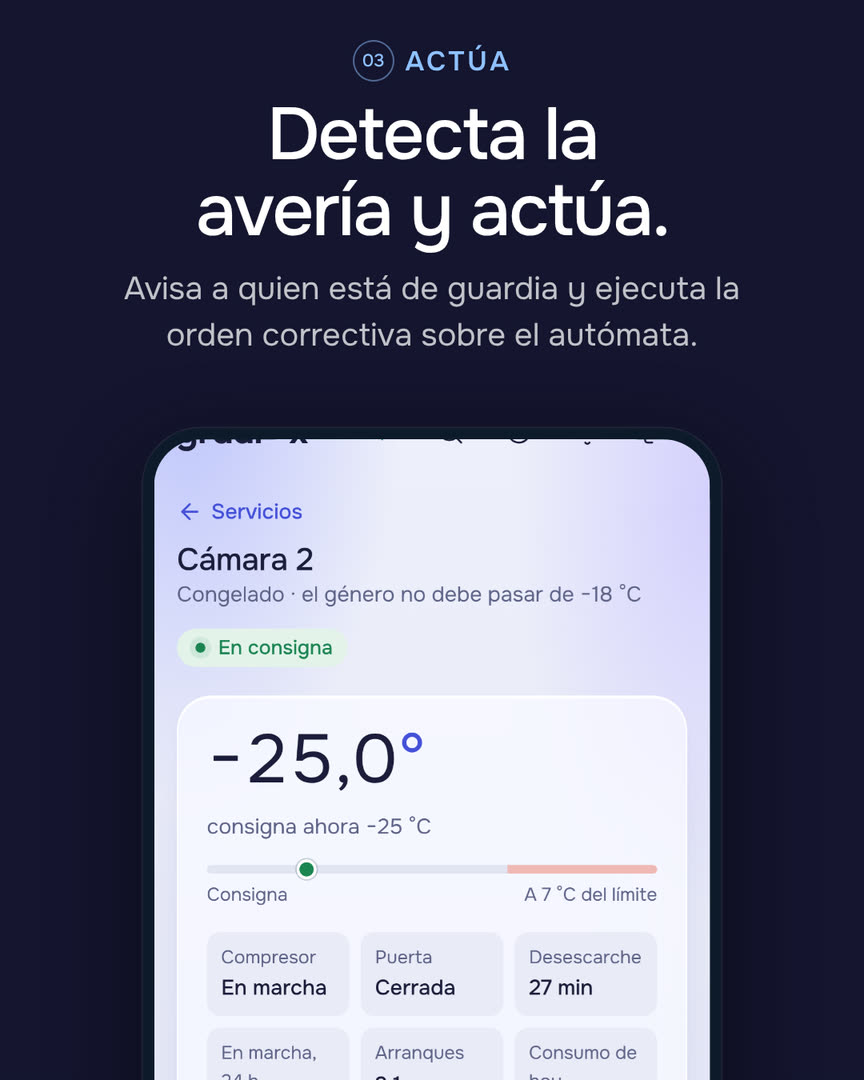 03 ACTÚA
Detecta la
avería y actúa.
Avisa a quien está de guardia y ejecuta la
orden correctiva sobre el autómata.
← Servicios
Cámara 2
Congelado · el género no debe pasar de -18 °C
En consigna
-25,0°
consigna ahora -25 °C
Consigna A 7 °C del límite
Compresor Puerta Desescarche
En marcha Cerrada 27 min
En marcha, Arranques Consumo de